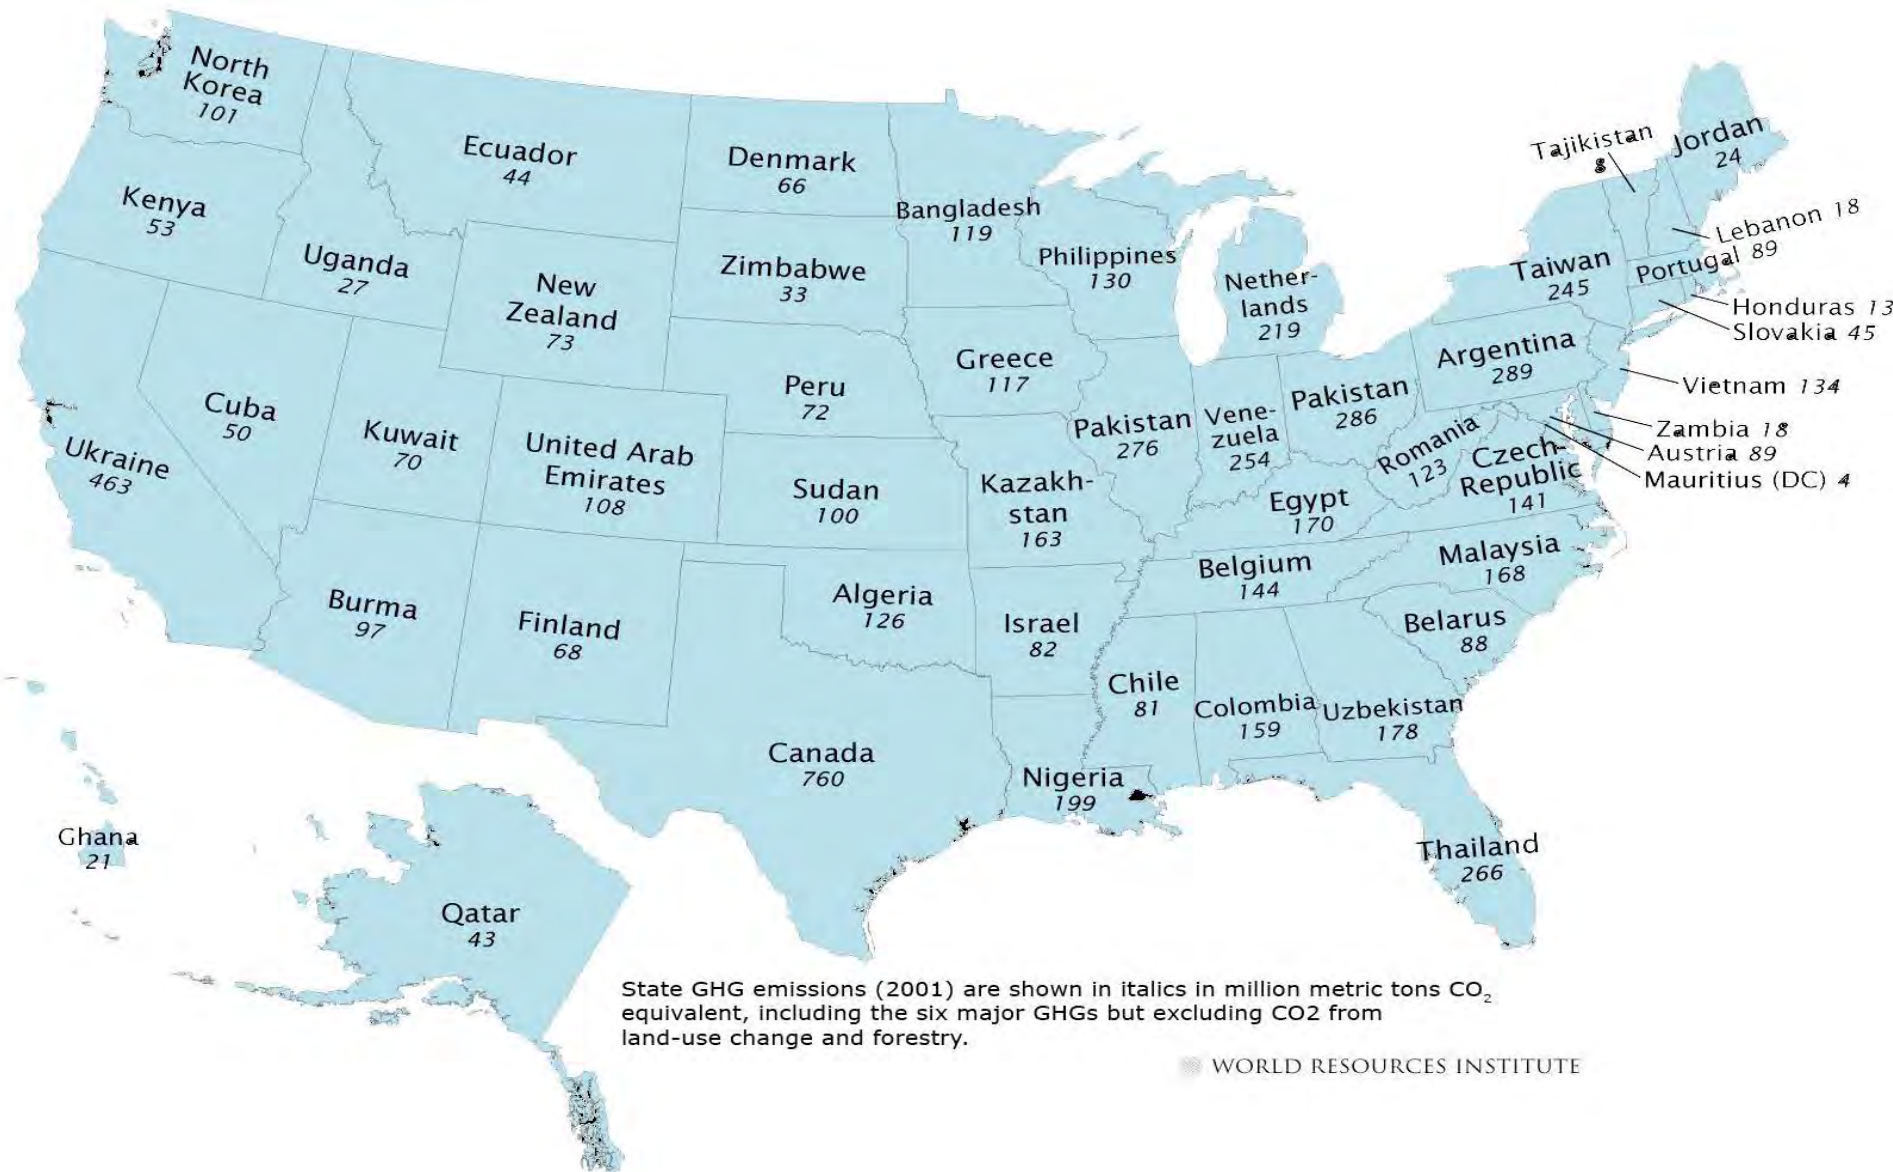 North
Korea
101
Ecuador
44
Denmark
66
Bangladesh
119
Kenya
53
Uganda
27
New
Zealand
73
Zimbabwe
33
Philippines
130
Nether-
lands
219
Tajikistan
8
Jordan
24
Lebanon 18
Taiwan
245
Portugal 89
Honduras 13
Slovakia 45
Greece
117
Argentina
289
Vietnam 134
Peru
72
Cuba
50
Kuwait
70
United Arab
Emirates
108
Pakistan
276
Vene-
zuela
254
Pakistan
286
Romania
123
Zambia 18
Austria 89
Mauritius (DC) 4
Czech
Republic
141
Ukraine
463
Sudan
100
Kazakh-
stan
163
Egypt
170
Belgium
144
Malaysia
168
Burma
97
Finland
68
Algeria
126
Israel
82
Belarus
88
Chile
81
Colombia
159
Uzbekistan
178
Canada
760
Nigeria
199
Thailand
266
Ghana
21
Qatar
43
State GHG emissions (2001) are shown in italics in million metric tons CO₂
equivalent, including the six major GHGs but excluding CO2 from
land-use change and forestry.
WORLD RESOURCES INSTITUTE